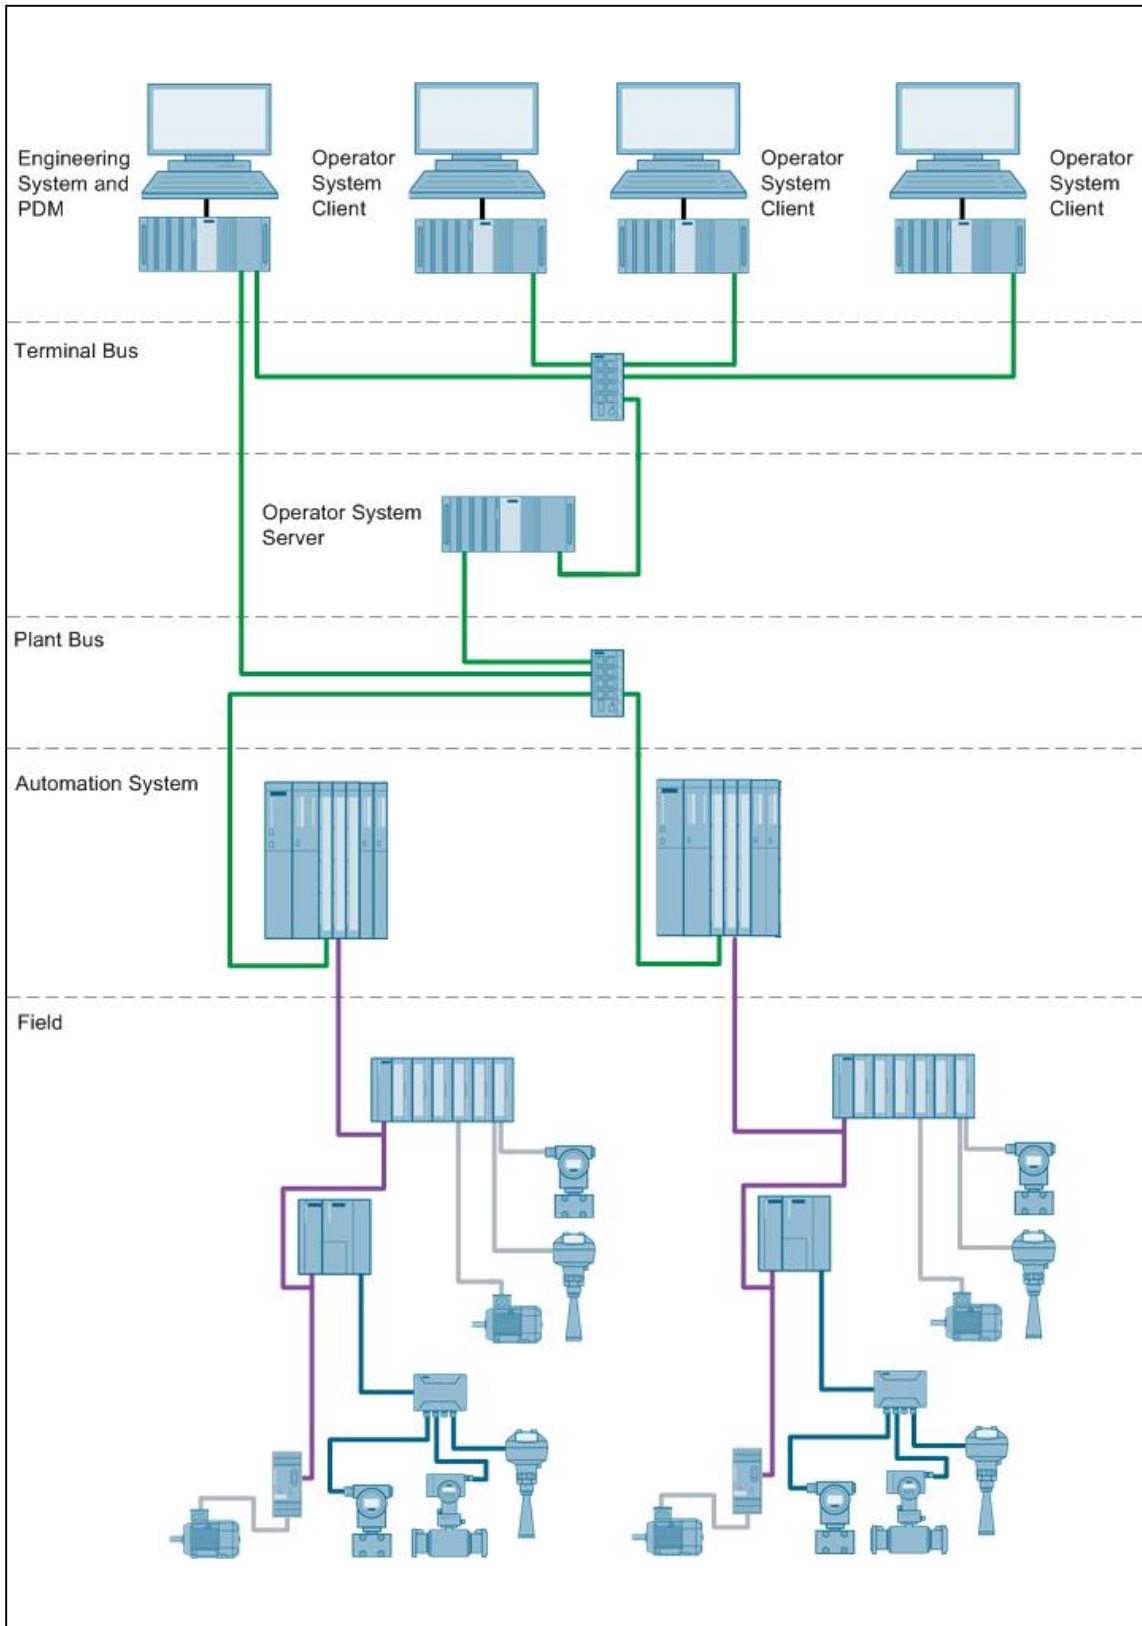 Engineering
System and
PDM
Operator
System
Client
Operator
System
Client
Operator
System
Client
Terminal Bus
Operator System
Server
Plant Bus
Automation System
Field